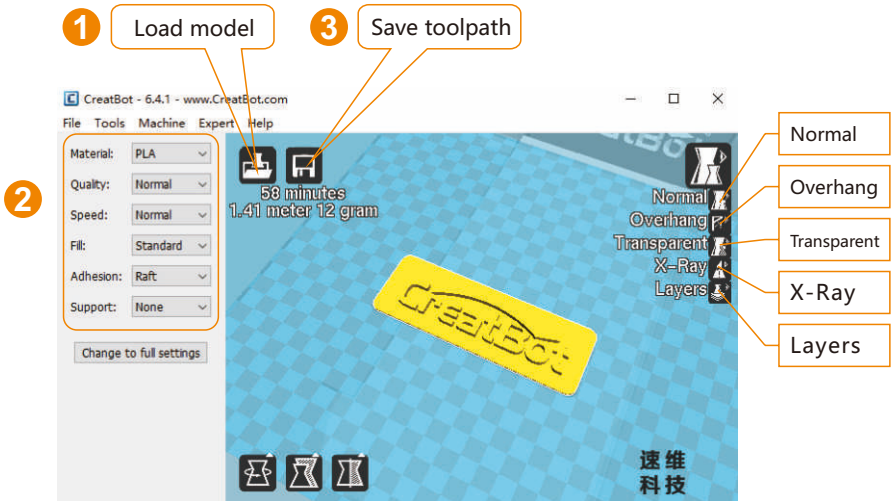 1 Load model
3 Save toolpath
CreatBot - 6.4.1 - www.CreatBot.com
File Tools Machine Expert Help
2
Material: PLA
Quality: Normal
Speed: Normal
Fill: Standard
Adhesion: Raft
Support: None
Change to full settings
58 minutes
1.41 meter 12 gram
Normal
Overhang
Transparent
X-Ray
Layers
Normal
Overhang
Transparent
X-Ray
Layers
CreatBot
速维
科技